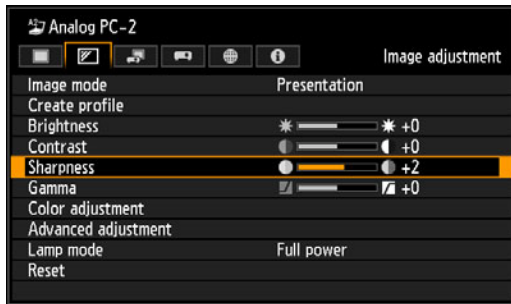 Analog PC-2
Image adjustment
Image mode Presentation
Create profile
Brightness +0
Contrast +0
Sharpness +2
Gamma +0
Color adjustment
Advanced adjustment
Lamp mode Full power
Reset